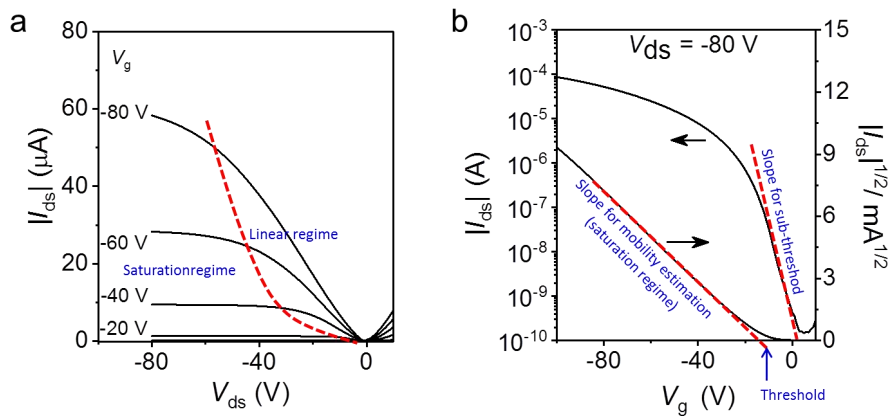 a
80
60
40
20
0
|Ids| (μA)
Vg
-80 V
-60V
-40 V
-20 V
Linear regime
Saturationregime
-80
-40
0
Vds (V)
b
Vds = -80 V
10-3
10-4
10-5
10-6
10-7
10-8
10-9
10-10
|Ids| (A)
15
12
9
6
3
0
|Ids|1/2/ mA1/2
Slope for mobility estimation
(saturation regime)
Slope for sub-threshod
-80
-40
0
Vg (V)
Threshold